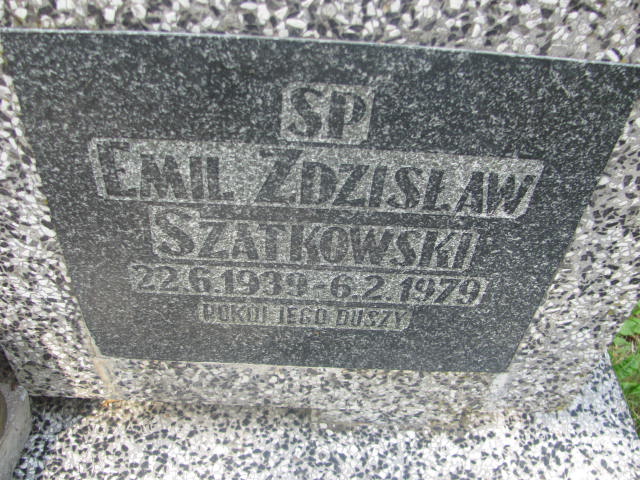 SP
EMIL ZDZISŁAW
SZATKOWSKI
22.6.1939-6.2.1979
POKÓJ JEGO DUSZY